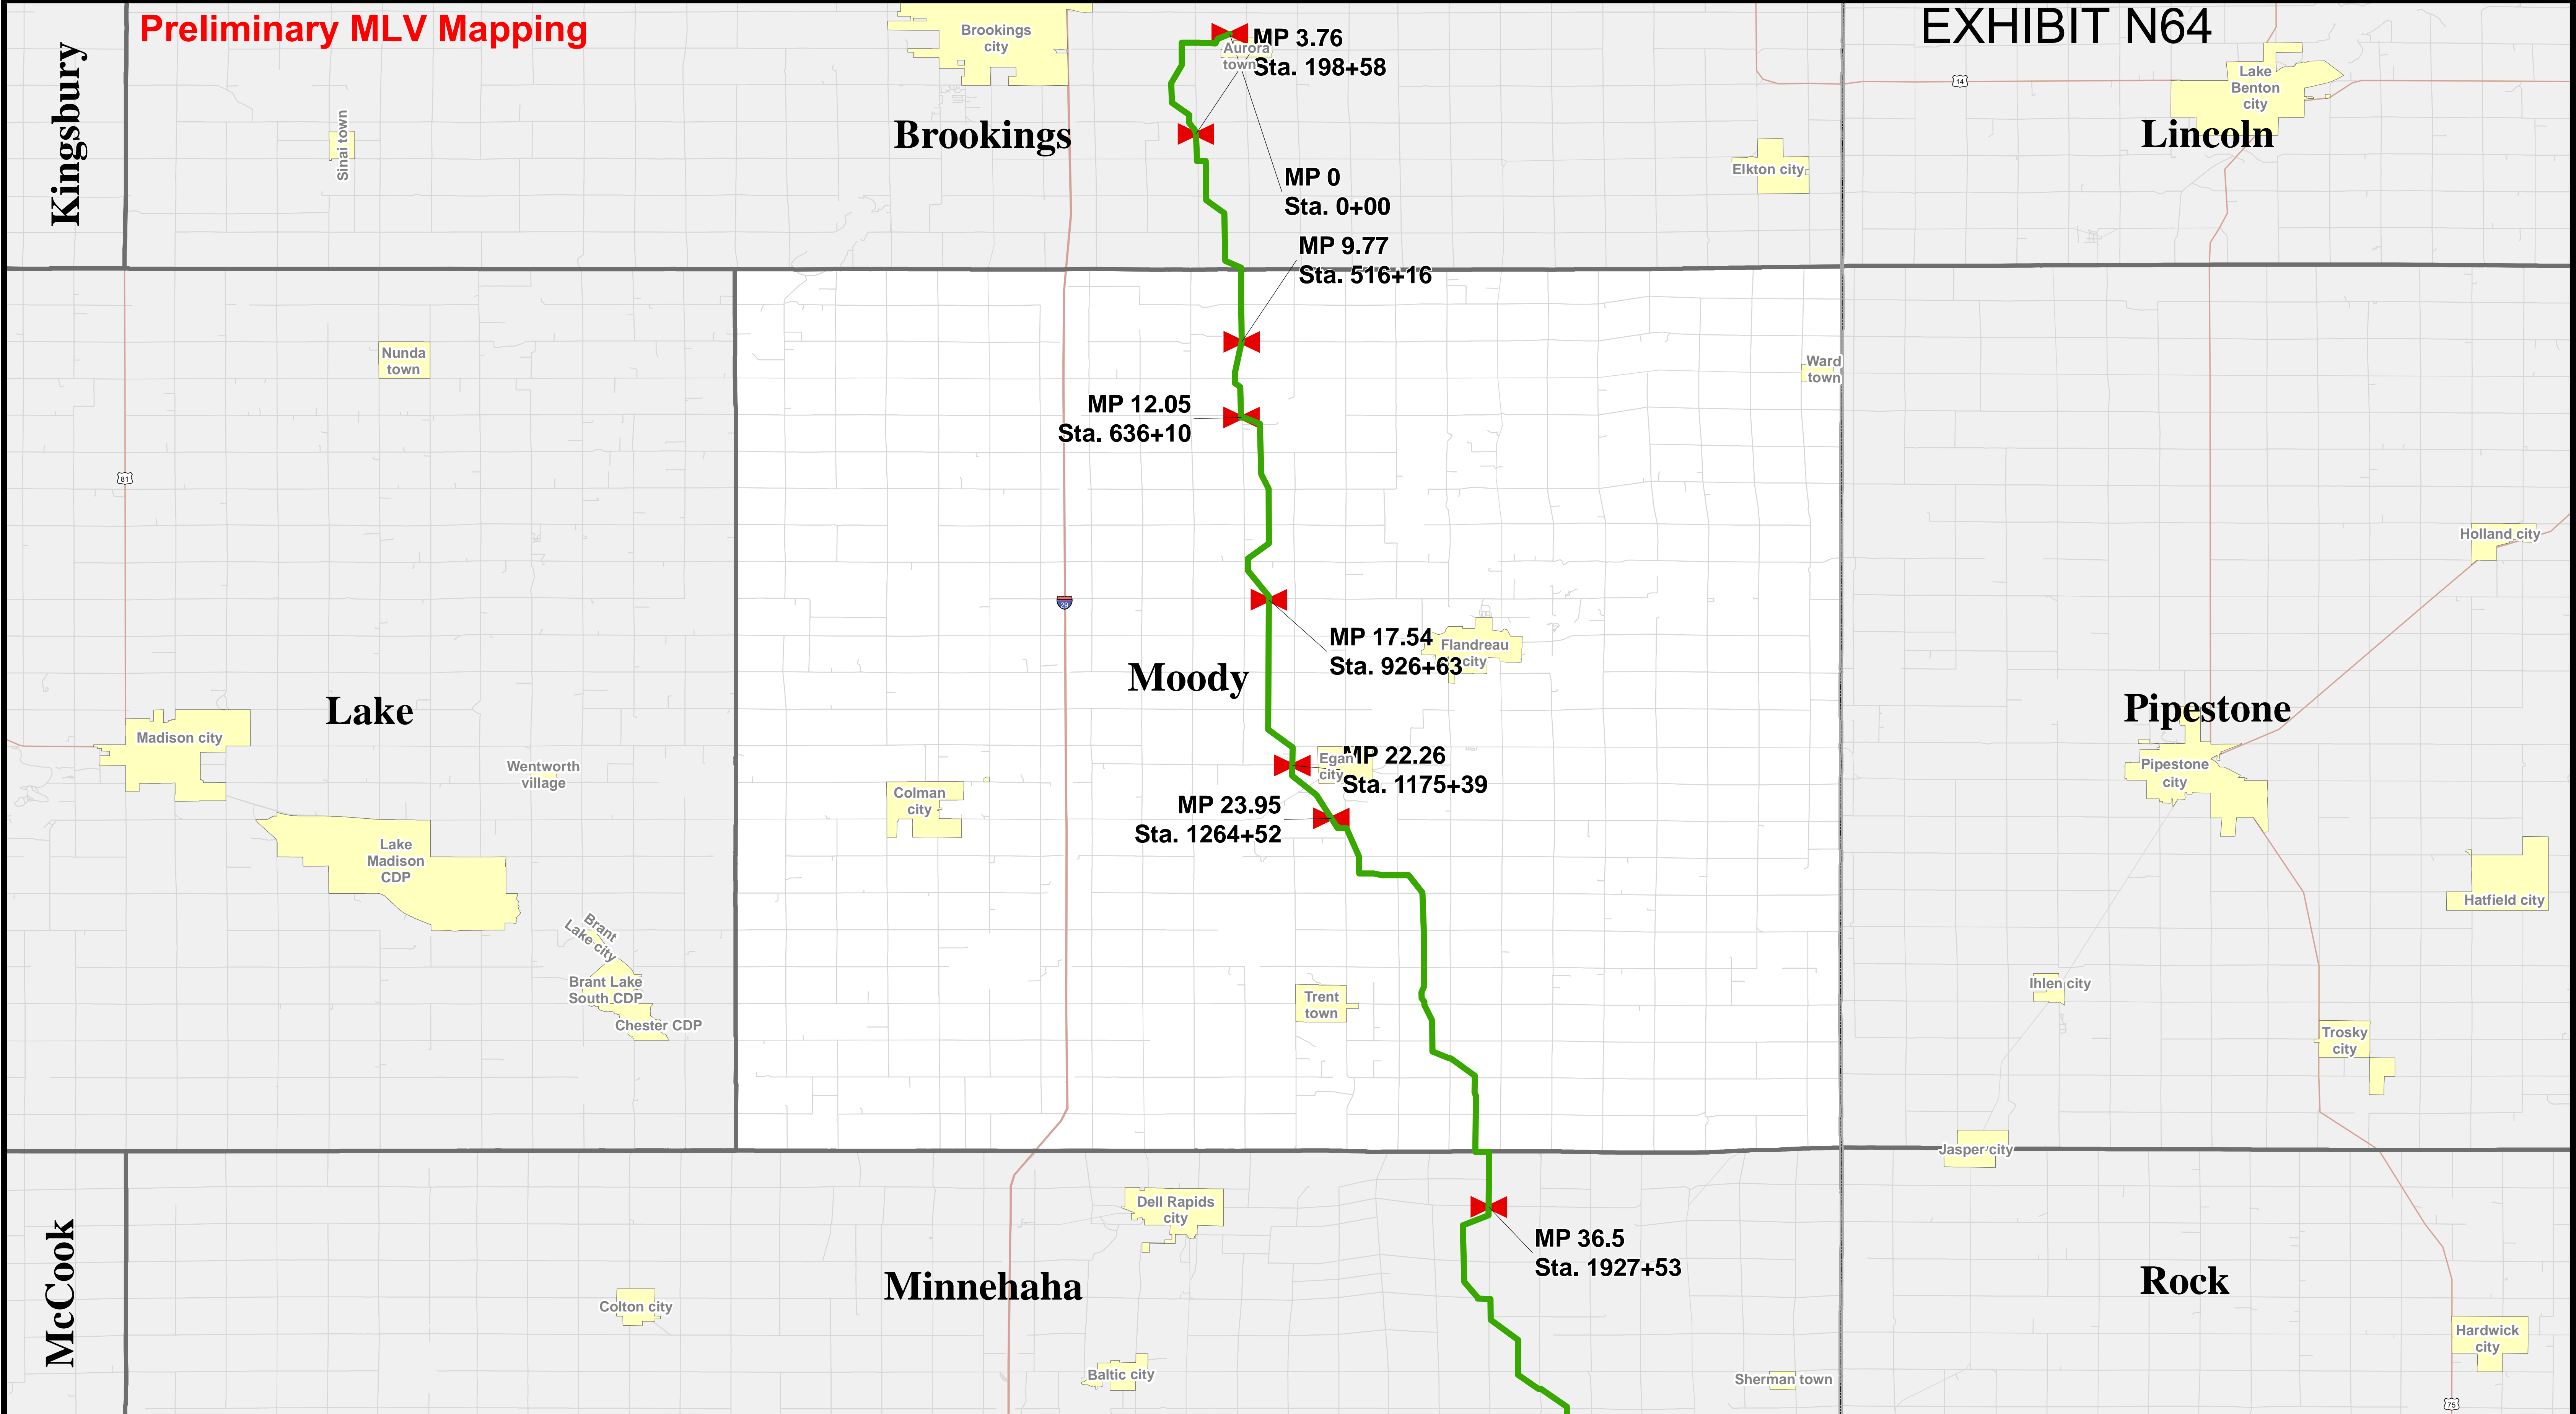 Preliminary MLV Mapping
EXHIBIT N64
Kingsbury
Brookings
city
MP 3.76
Sta. 198+58
Aurora
town
Lake
Benton
city
14
Sinai town
Brookings
Lincoln
Elkton city
MP 0
Sta. 0+00
MP 9.77
Sta. 516+16
Nunda
town
Ward
town
MP 12.05
Sta. 636+10
81
Holland city
29
MP 17.54
Sta. 926+63
Flandreau
city
Moody
Lake
Pipestone
Madison city
Wentworth
village
Egan
city
MP 22.26
Sta. 1175+39
Pipestone
city
Colman
city
MP 23.95
Sta. 1264+52
Lake
Madison
CDP
Hatfield city
Brant
Lake city
Brant Lake
South CDP
Chester CDP
Trent
town
Ihlen city
Trosky
city
Jasper city
Dell Rapids
city
MP 36.5
Sta. 1927+53
McCook
Minnehaha
Rock
Colton city
Hardwick
city
Baltic city
Sherman town
75